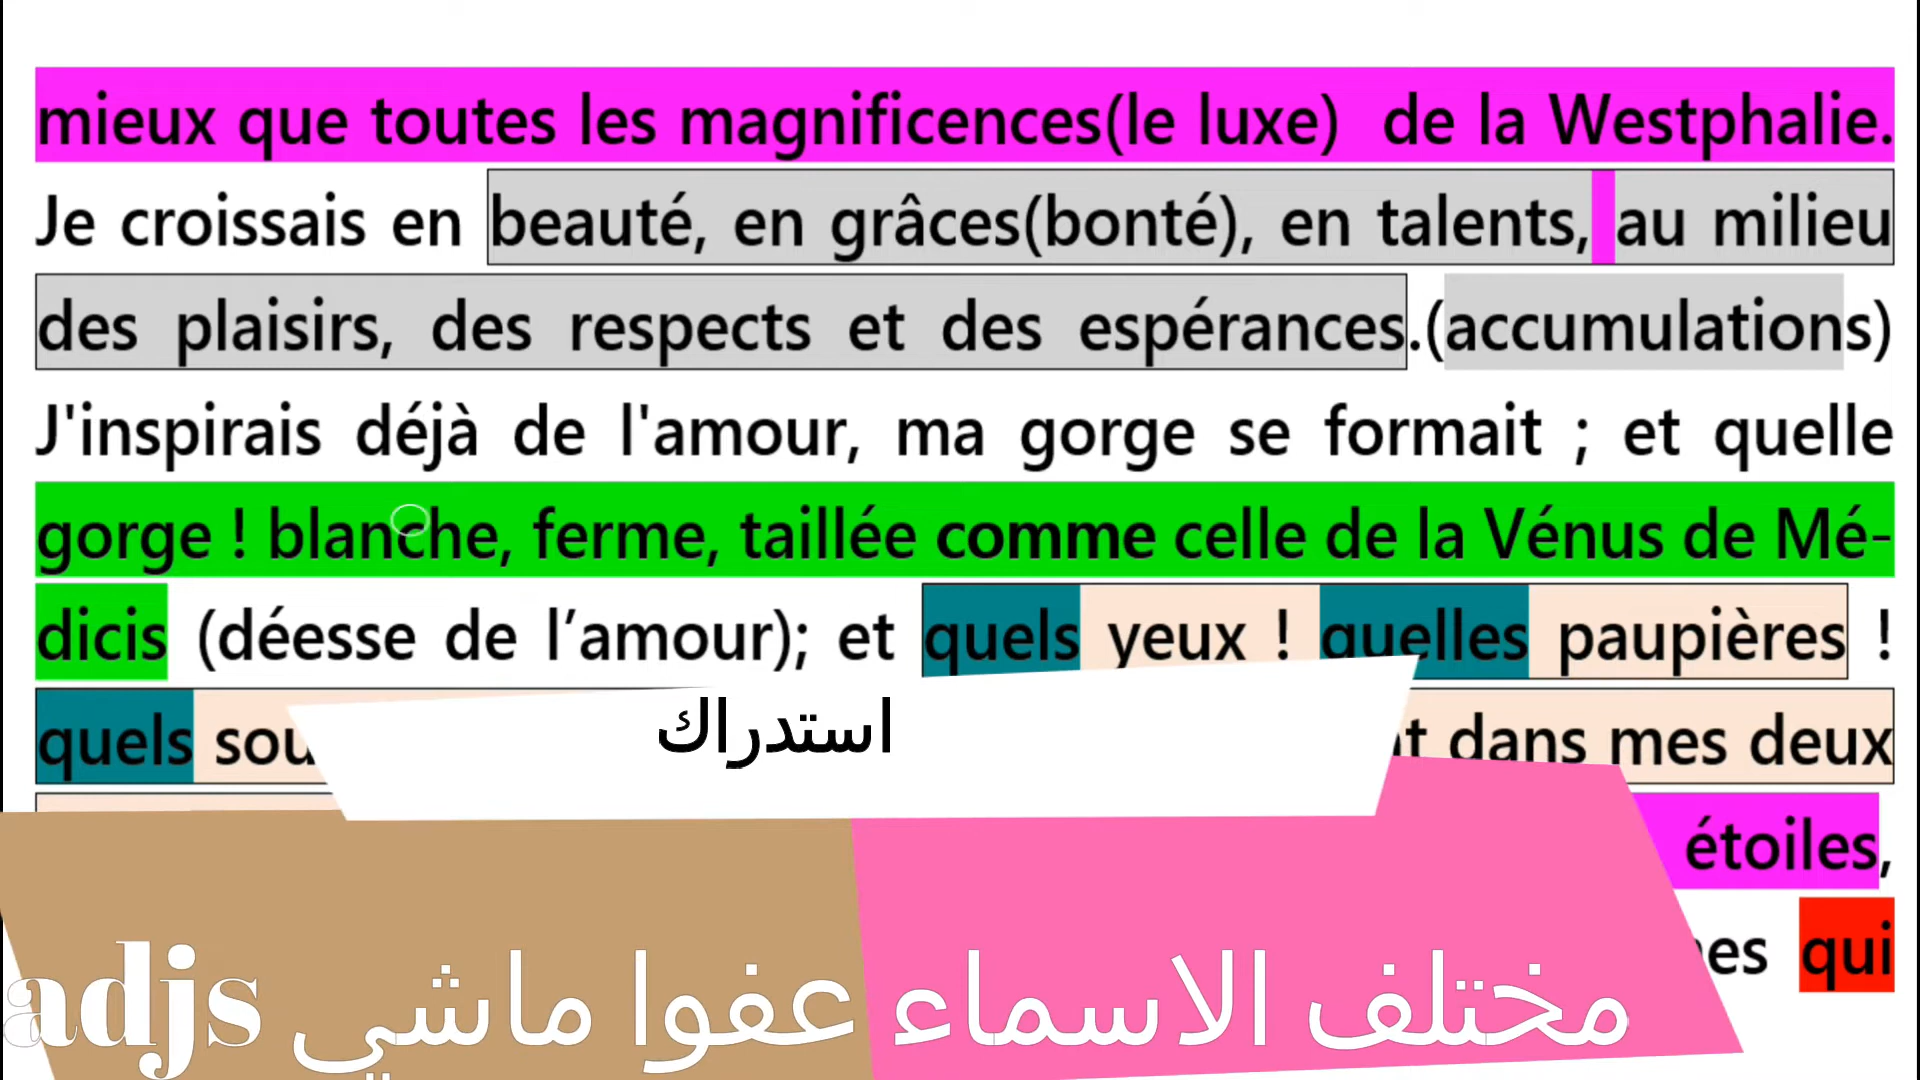 mieux que toutes les magnificences(le luxe) de la Westphalie.
Je croissais en beauté, en grâces(bonté), en talents, au milieu
des plaisirs, des respects et des espérances.(accumulations)
J'inspirais déjà de l'amour, ma gorge se formait ; et quelle
gorge ! blanche, ferme, taillée comme celle de la Vénus de Mé-
dicis (déesse de l’amour); et quels yeux ! quelles paupières !
quels dans mes deux
استدراك
étoiles,
qui
مختلف الاسماء عفوا ماشي adjs